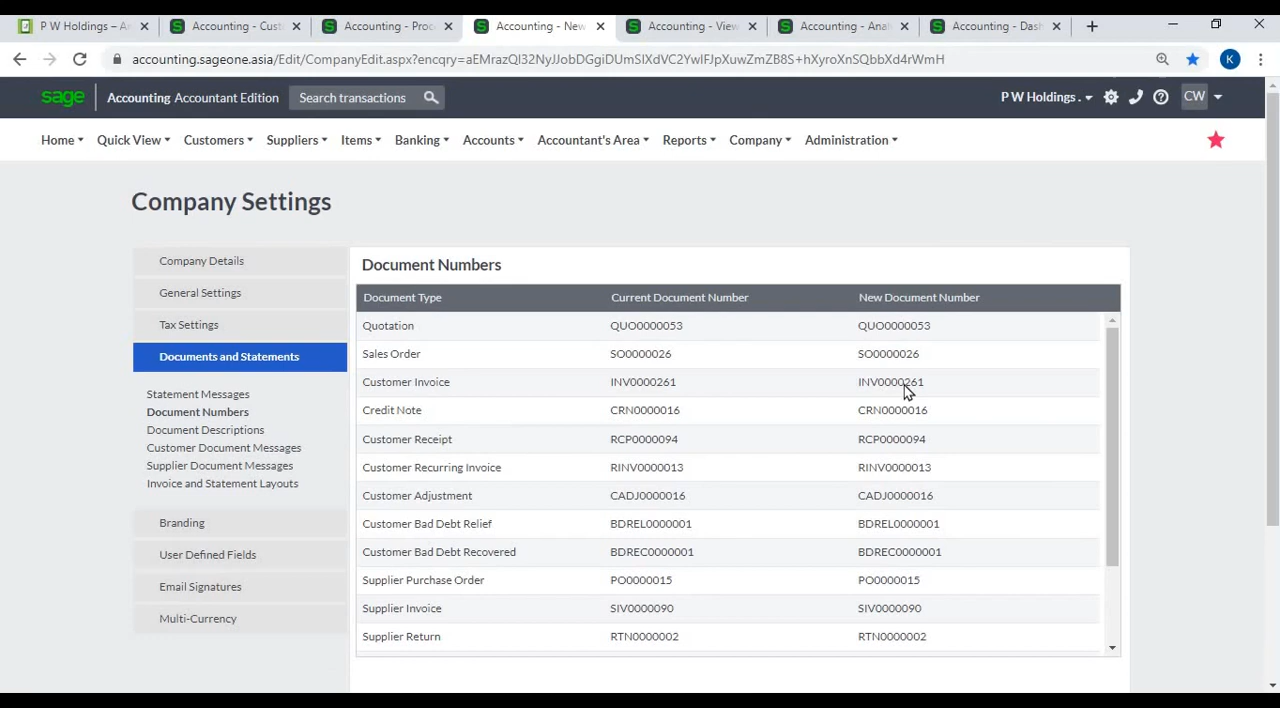 P W Holdings – A
Accounting - Cust
Accounting - Proc
Accounting - New
Accounting - View
Accounting - Anal
Accounting - Dash
accounting.sageone.asia/Edit/CompanyEdit.aspx?encqry=aEMrazQI32NyJJobDGgiDUmSIXdVC2YwIFJpXuwZmZB8S+hXyroXnSQbbXd4rWmH
K
sage
Accounting Accountant Edition
Search transactions
P W Holdings .
CW
Home
Quick View
Customers
Suppliers
Items
Banking
Accounts
Accountant's Area
Reports
Company
Administration
Company Settings
Company Details
General Settings
Tax Settings
Documents and Statements
Statement Messages
Document Numbers
Document Descriptions
Customer Document Messages
Supplier Document Messages
Invoice and Statement Layouts
Branding
User Defined Fields
Email Signatures
Multi-Currency
Document Numbers
Document Type Current Document Number New Document Number
Quotation QUO0000053 QUO0000053
Sales Order SO0000026 SO0000026
Customer Invoice INV0000261 INV0000261
Credit Note CRN0000016 CRN0000016
Customer Receipt RCP0000094 RCP0000094
Customer Recurring Invoice RINV0000013 RINV0000013
Customer Adjustment CADJ0000016 CADJ0000016
Customer Bad Debt Relief BDREL0000001 BDREL0000001
Customer Bad Debt Recovered BDREC0000001 BDREC0000001
Supplier Purchase Order PO0000015 PO0000015
Supplier Invoice SIV0000090 SIV0000090
Supplier Return RTN0000002 RTN0000002